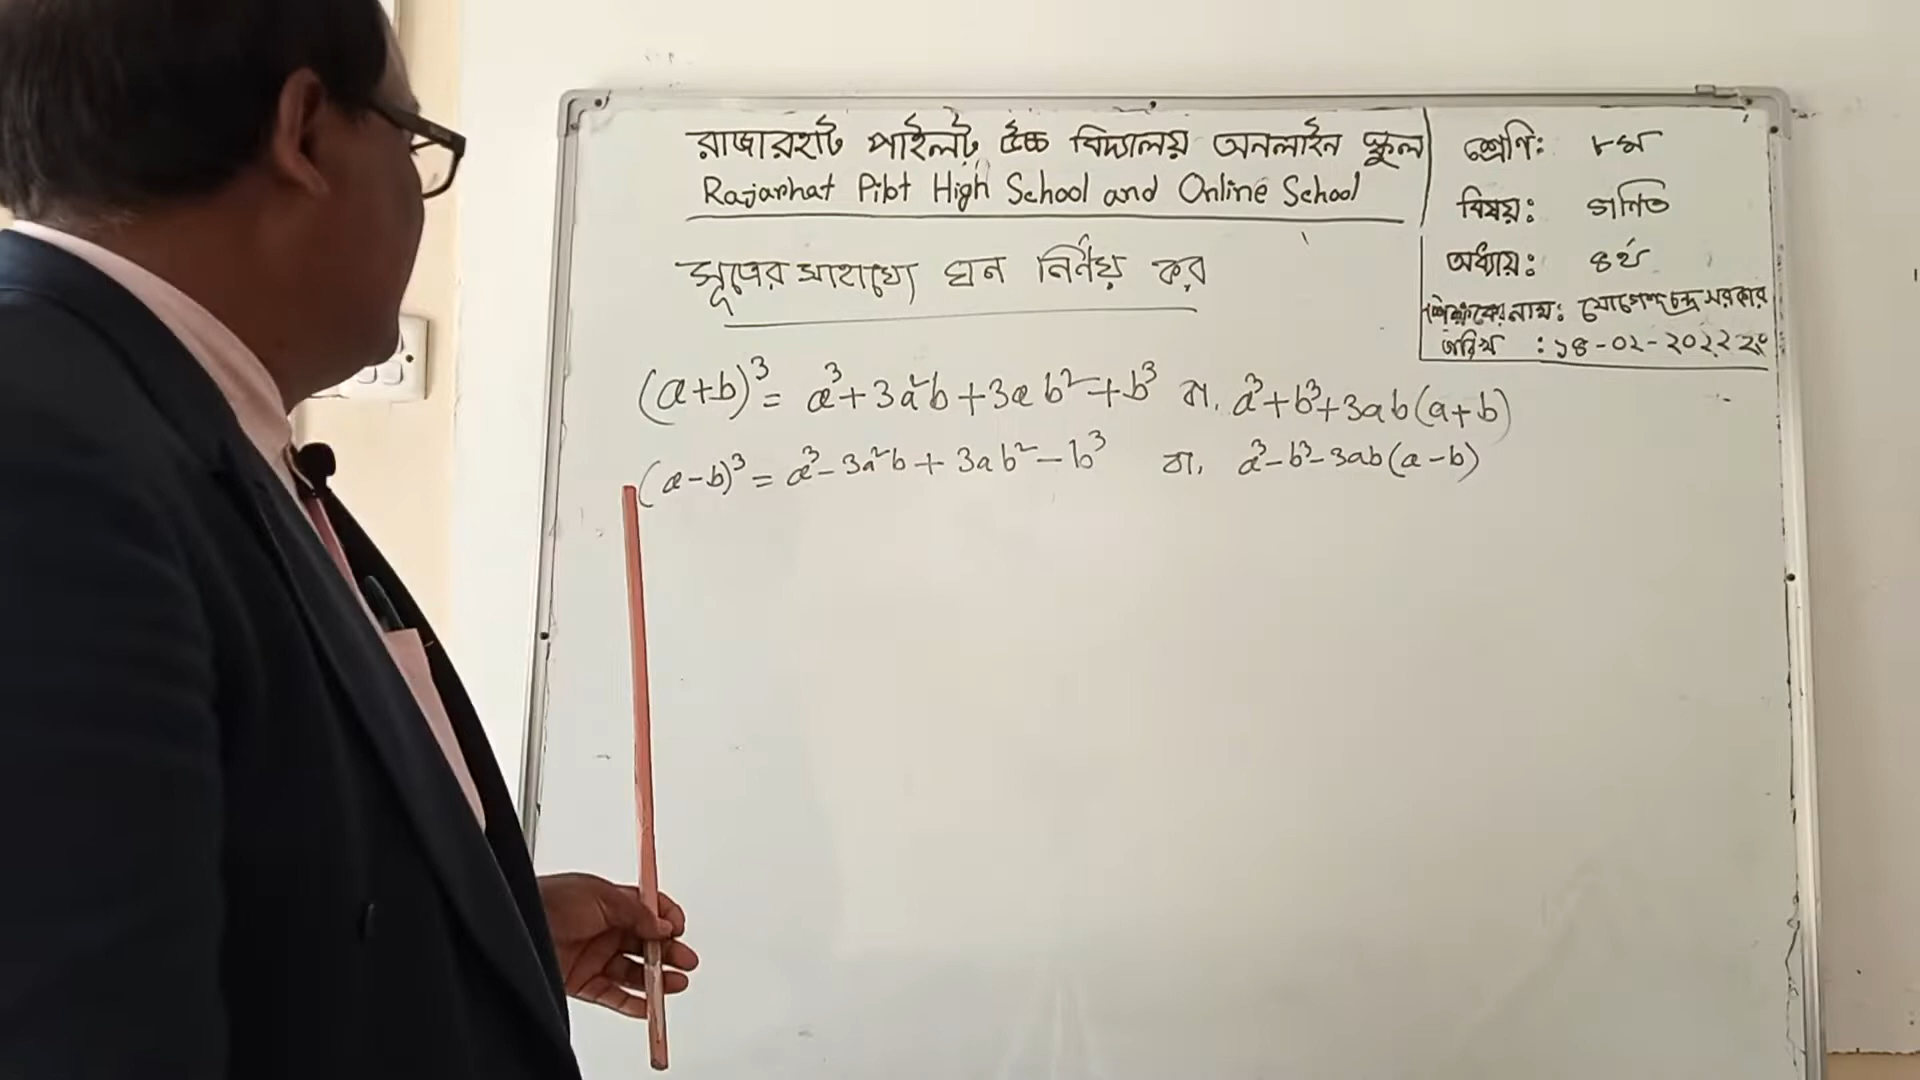 রাজারহাট পাইলট উচ্চ বিদ্যালয় অনলাইন স্কুল
Rajarhat Pilot High School and Online School
শ্রেণি: ৮ম
বিষয়: গণিত
অধ্যায়: ৪র্থ
শিক্ষকের নাম: যোগেশ চন্দ্র সরকার
তারিখ : ১৪-০২-২০২২ খ্রি
সূত্রের সাহায্যে ঘন নির্ণয় কর
(a+b)³ = a³+3a²b+3ab²+b³ বা, a³+b³+3ab(a+b)
(a-b)³ = a³-3a²b+3ab²-b³ বা, a³-b³-3ab(a-b)